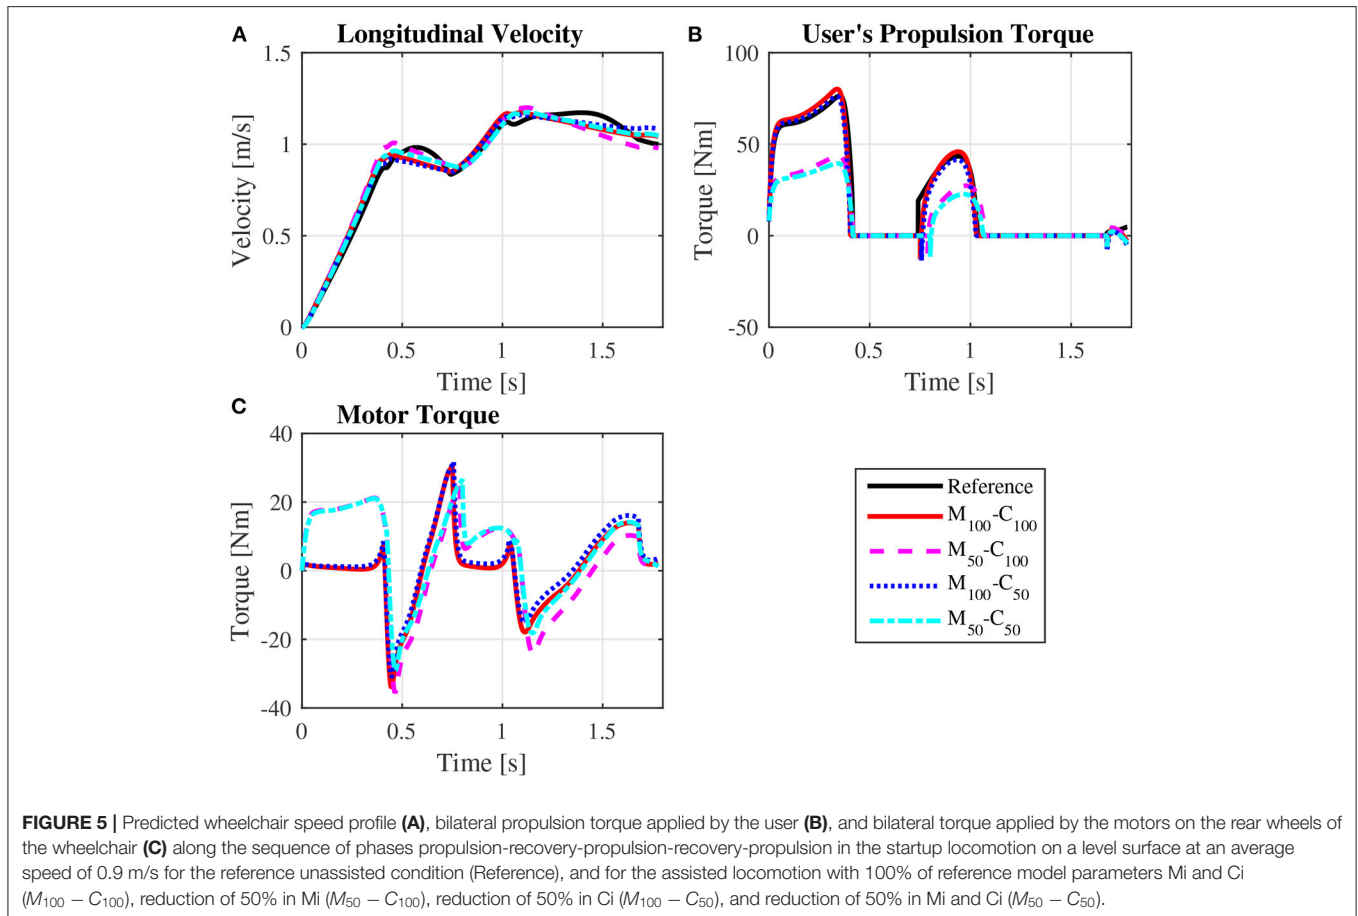 A Longitudinal Velocity
1.5
1
0.5
0
Velocity [m/s]
0 0.5 1 1.5
Time [s]
B User's Propulsion Torque
100
50
0
-50
Torque [Nm]
0 0.5 1 1.5
Time [s]
C Motor Torque
40
20
0
-20
-40
Torque [Nm]
0 0.5 1 1.5
Time [s]
Reference
M100-C100
M50-C100
M100-C50
M50-C50
FIGURE 5 | Predicted wheelchair speed profile (A), bilateral propulsion torque applied by the user (B), and bilateral torque applied by the motors on the rear wheels of
the wheelchair (C) along the sequence of phases propulsion-recovery-propulsion-recovery-propulsion in the startup locomotion on a level surface at an average
speed of 0.9 m/s for the reference unassisted condition (Reference), and for the assisted locomotion with 100% of reference model parameters Mi and Ci
(M100 − C100), reduction of 50% in Mi (M50 − C100), reduction of 50% in Ci (M100 − C50), and reduction of 50% in Mi and Ci (M50 − C50).